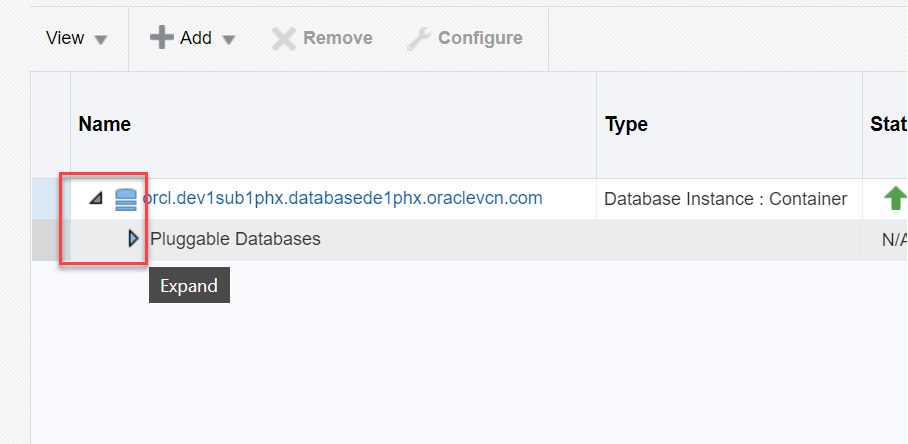 View Add Remove Configure
Name Type Stat
orcl.dev1sub1phx.databasede1phx.oraclevcn.com Database Instance : Container
Pluggable Databases N/A
Expand